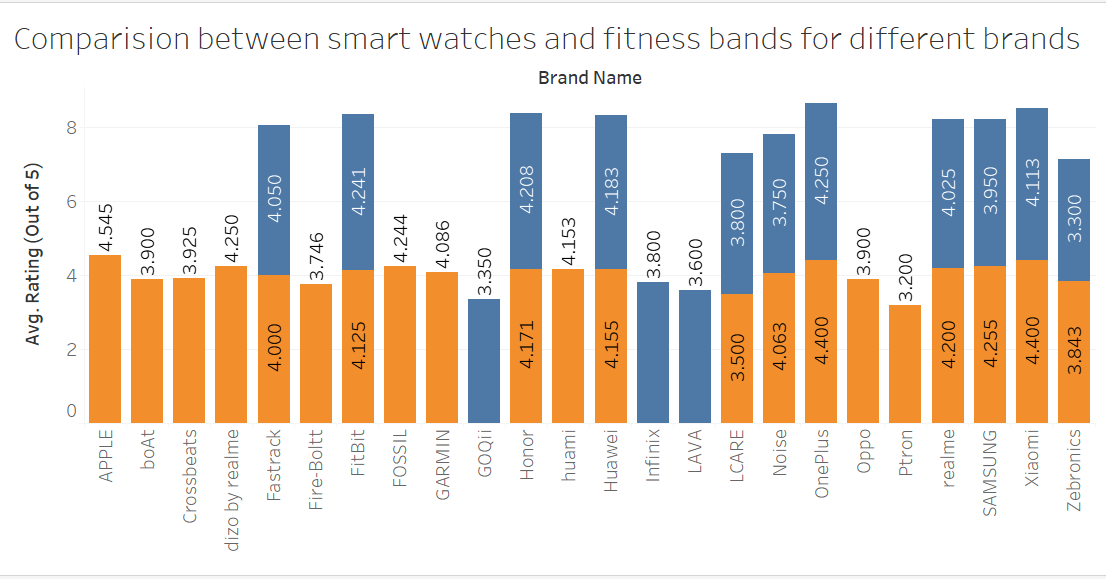 Comparision between smart watches and fitness bands for different brands
Brand Name
Avg. Rating (Out of 5)
8
6
4
2
0
4.545
3.900
3.925
4.250
4.050
4.000
3.746
4.241
4.125
4.244
4.086
3.350
4.208
4.171
4.153
4.183
4.155
3.800
3.600
3.800
3.500
3.750
4.063
4.250
4.400
3.900
3.200
4.025
4.200
3.950
4.255
4.113
4.400
3.300
3.843
APPLE
boAt
Crossbeats
dizo by realme
Fastrack
Fire-Boltt
FitBit
FOSSIL
GARMIN
GOQii
Honor
huami
Huawei
Infinix
LAVA
LCARE
Noise
OnePlus
Oppo
Ptron
realme
SAMSUNG
Xiaomi
Zebronics